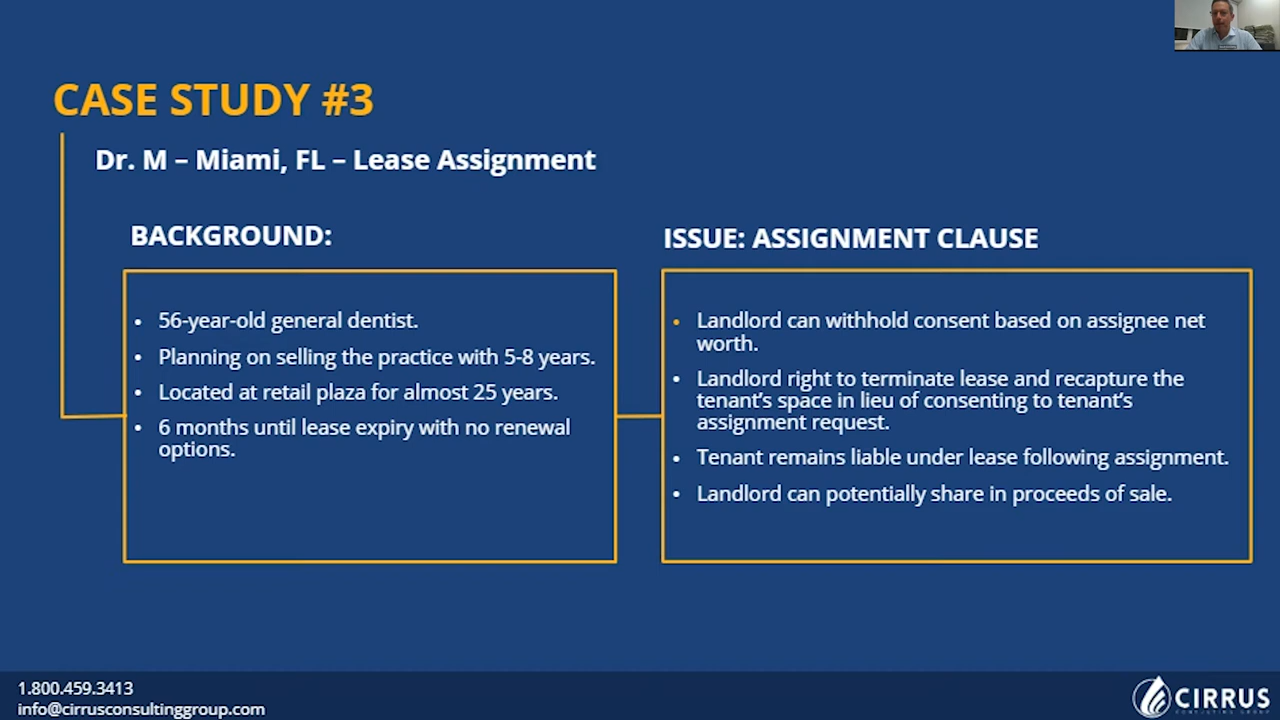 CASE STUDY #3
Dr. M – Miami, FL – Lease Assignment
BACKGROUND:
• 56-year-old general dentist.
• Planning on selling the practice with 5-8 years.
• Located at retail plaza for almost 25 years.
• 6 months until lease expiry with no renewal
options.
ISSUE: ASSIGNMENT CLAUSE
• Landlord can withhold consent based on assignee net
worth.
• Landlord right to terminate lease and recapture the
tenant's space in lieu of consenting to tenant's
assignment request.
• Tenant remains liable under lease following assignment.
• Landlord can potentially share in proceeds of sale.
1.800.459.3413
info@cirrusconsultinggroup.com
CIRRUS
CONSULTING GROUP